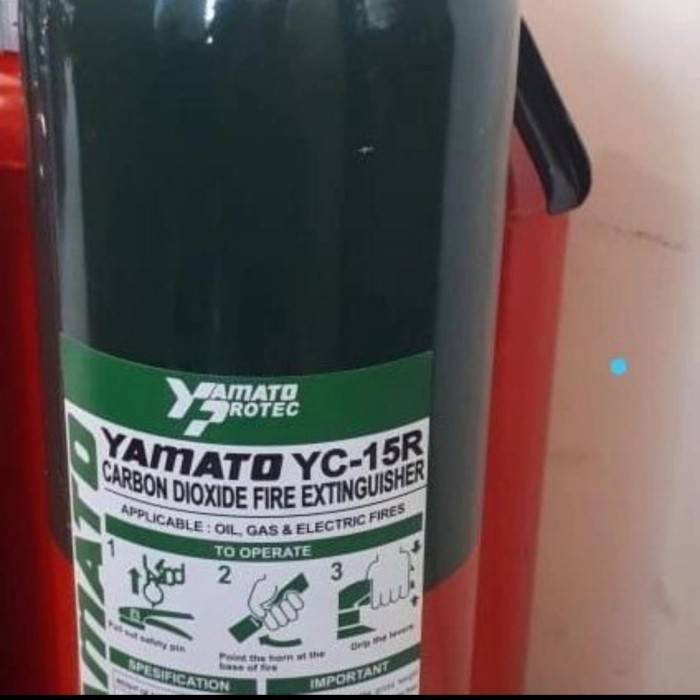 YAMATO
PROTEC
YAMATO YC-15R
CARBON DIOXIDE FIRE EXTINGUISHER
APPLICABLE : OIL, GAS & ELECTRIC FIRES
TO OPERATE
1 2 3
Pull out safety pin
Point the horn at the
base of fire
Grip the levers
SPESIFICATION
IMPORTANT
YAMATO